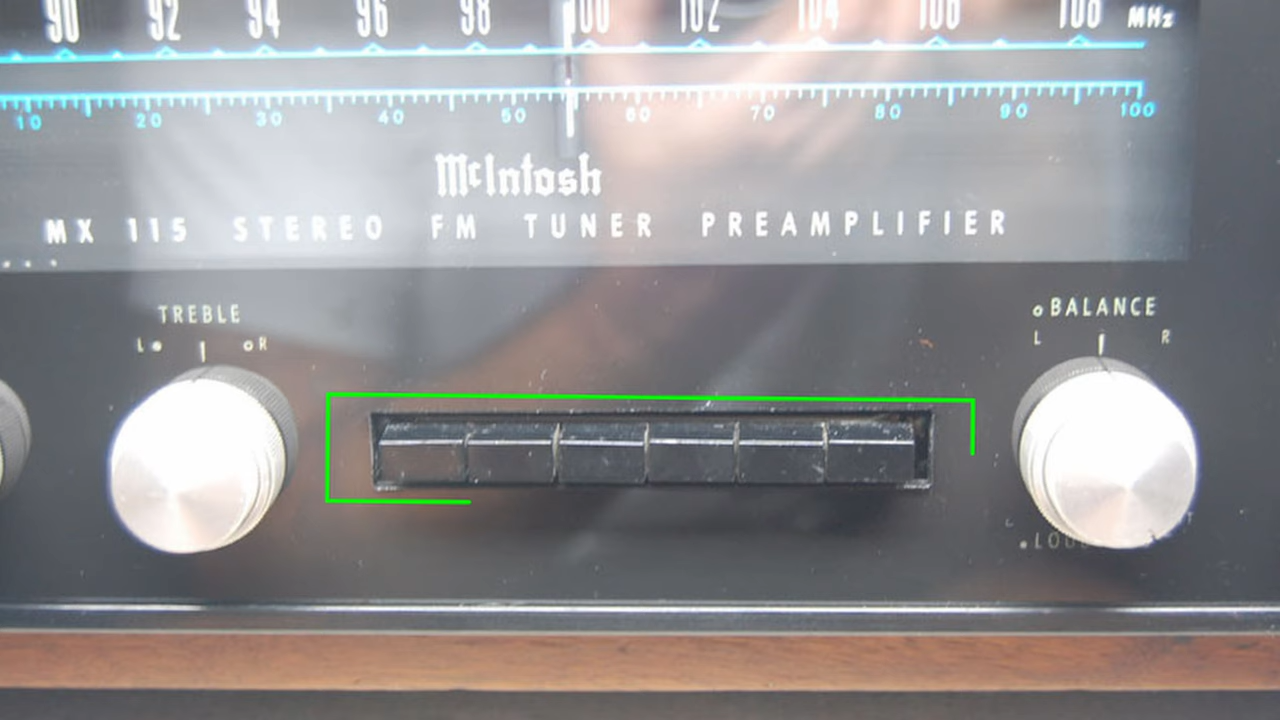 90 92 94 96 98 100 102 104 106 108 MHz
10 20 30 40 50 60 70 80 90 100
McIntosh
MX 115 STEREO FM TUNER PREAMPLIFIER
TREBLE
L R
BALANCE
L R